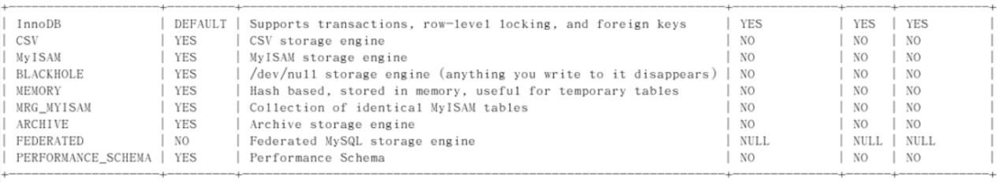 +--------------------+---------+----------------------------------------------------------------+--------------+------+------------+
| InnoDB | DEFAULT | Supports transactions, row-level locking, and foreign keys | YES | YES | YES |
| CSV | YES | CSV storage engine | NO | NO | NO |
| MyISAM | YES | MyISAM storage engine | NO | NO | NO |
| BLACKHOLE | YES | /dev/null storage engine (anything you write to it disappears) | NO | NO | NO |
| MEMORY | YES | Hash based, stored in memory, useful for temporary tables | NO | NO | NO |
| MRG_MYISAM | YES | Collection of identical MyISAM tables | NO | NO | NO |
| ARCHIVE | YES | Archive storage engine | NO | NO | NO |
| FEDERATED | NO | Federated MySQL storage engine | NULL | NULL | NULL |
| PERFORMANCE_SCHEMA | YES | Performance Schema | NO | NO | NO |
+--------------------+---------+----------------------------------------------------------------+--------------+------+------------+